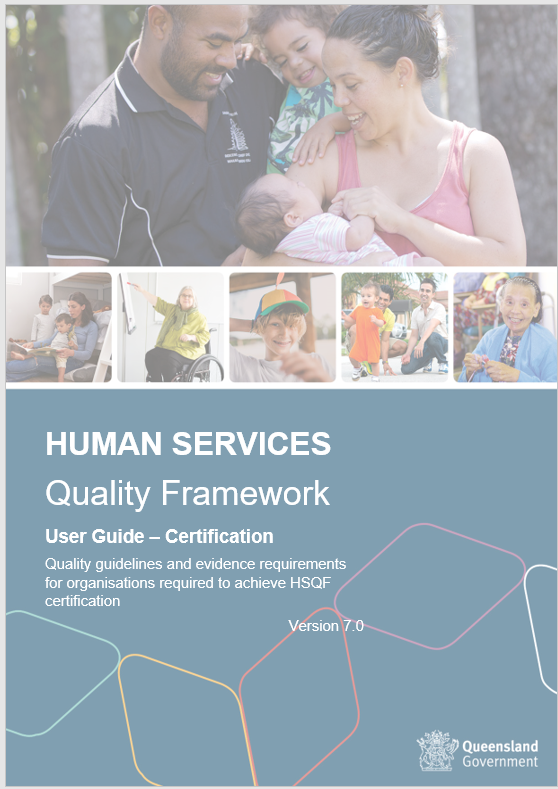 HUMAN SERVICES
Quality Framework
User Guide – Certification
Quality guidelines and evidence requirements
for organisations required to achieve HSQF
certification
Version 7.0
Queensland
Government